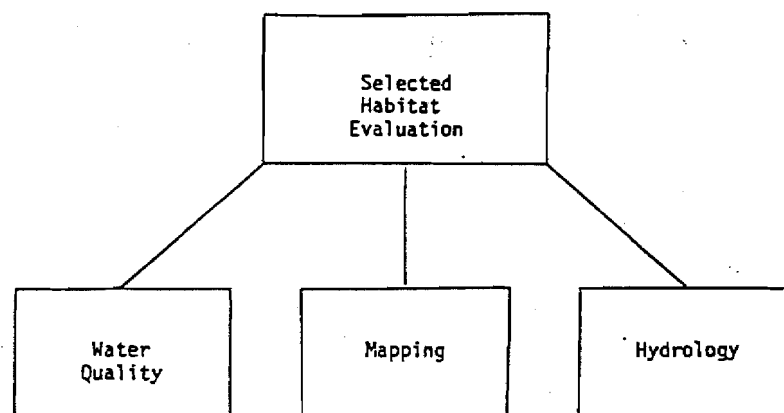 Selected
Habitat
Evaluation
Water
Quality
Mapping
Hydrology